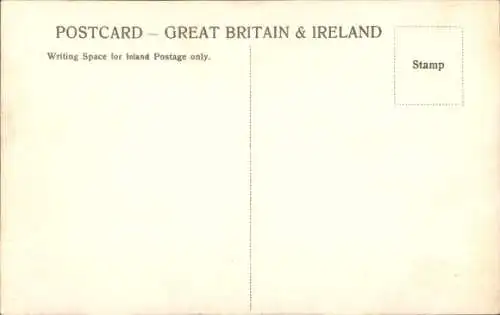 POSTCARD – GREAT BRITAIN & IRELAND
Writing Space for Inland Postage only.
Stamp